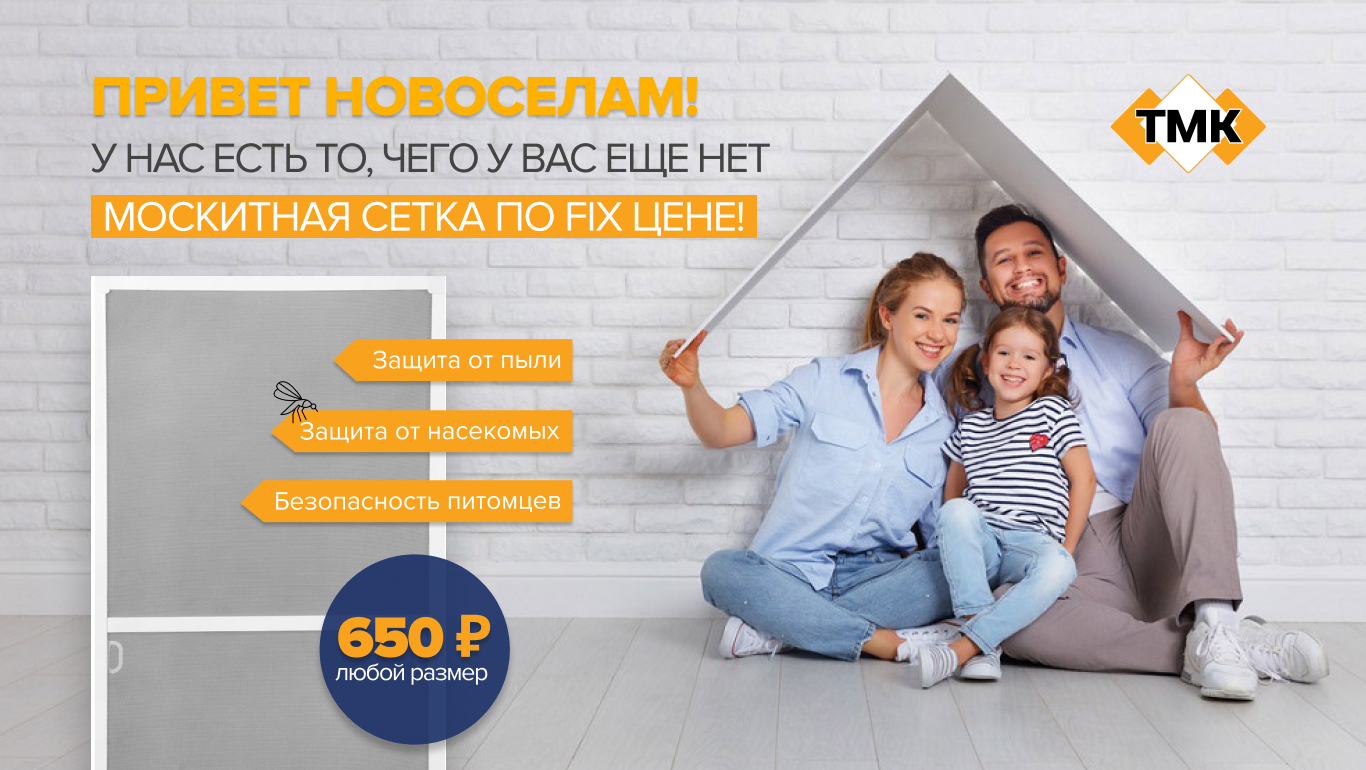 ПРИВЕТ НОВОСЕЛАМ!
У НАС ЕСТЬ ТО, ЧЕГО У ВАС ЕЩЕ НЕТ
МОСКИТНАЯ СЕТКА ПО FIX ЦЕНЕ!
ТМК
Защита от пыли
Защита от насекомых
Безопасность питомцев
650 ₽
любой размер